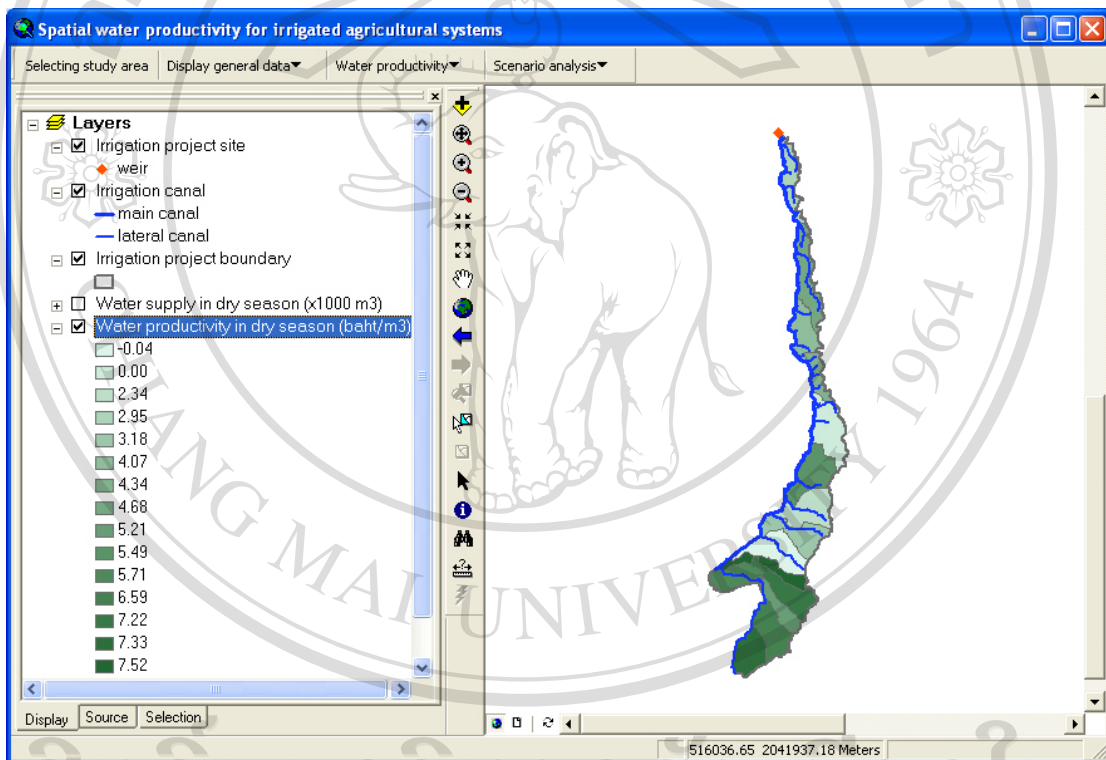 Spatial water productivity for irrigated agricultural systems
Selecting study area Display general data Water productivity Scenario analysis
Layers
Irrigation project site
weir
Irrigation canal
main canal
lateral canal
Irrigation project boundary
Water supply in dry season (x1000 m3)
Water productivity in dry season (baht/m3)
-0.04
0.00
2.34
2.95
3.18
4.07
4.34
4.68
5.21
5.49
5.71
6.59
7.22
7.33
7.52
Display Source Selection
516036.65 2041937.18 Meters
CHIANG MAI UNIVERSITY 1964